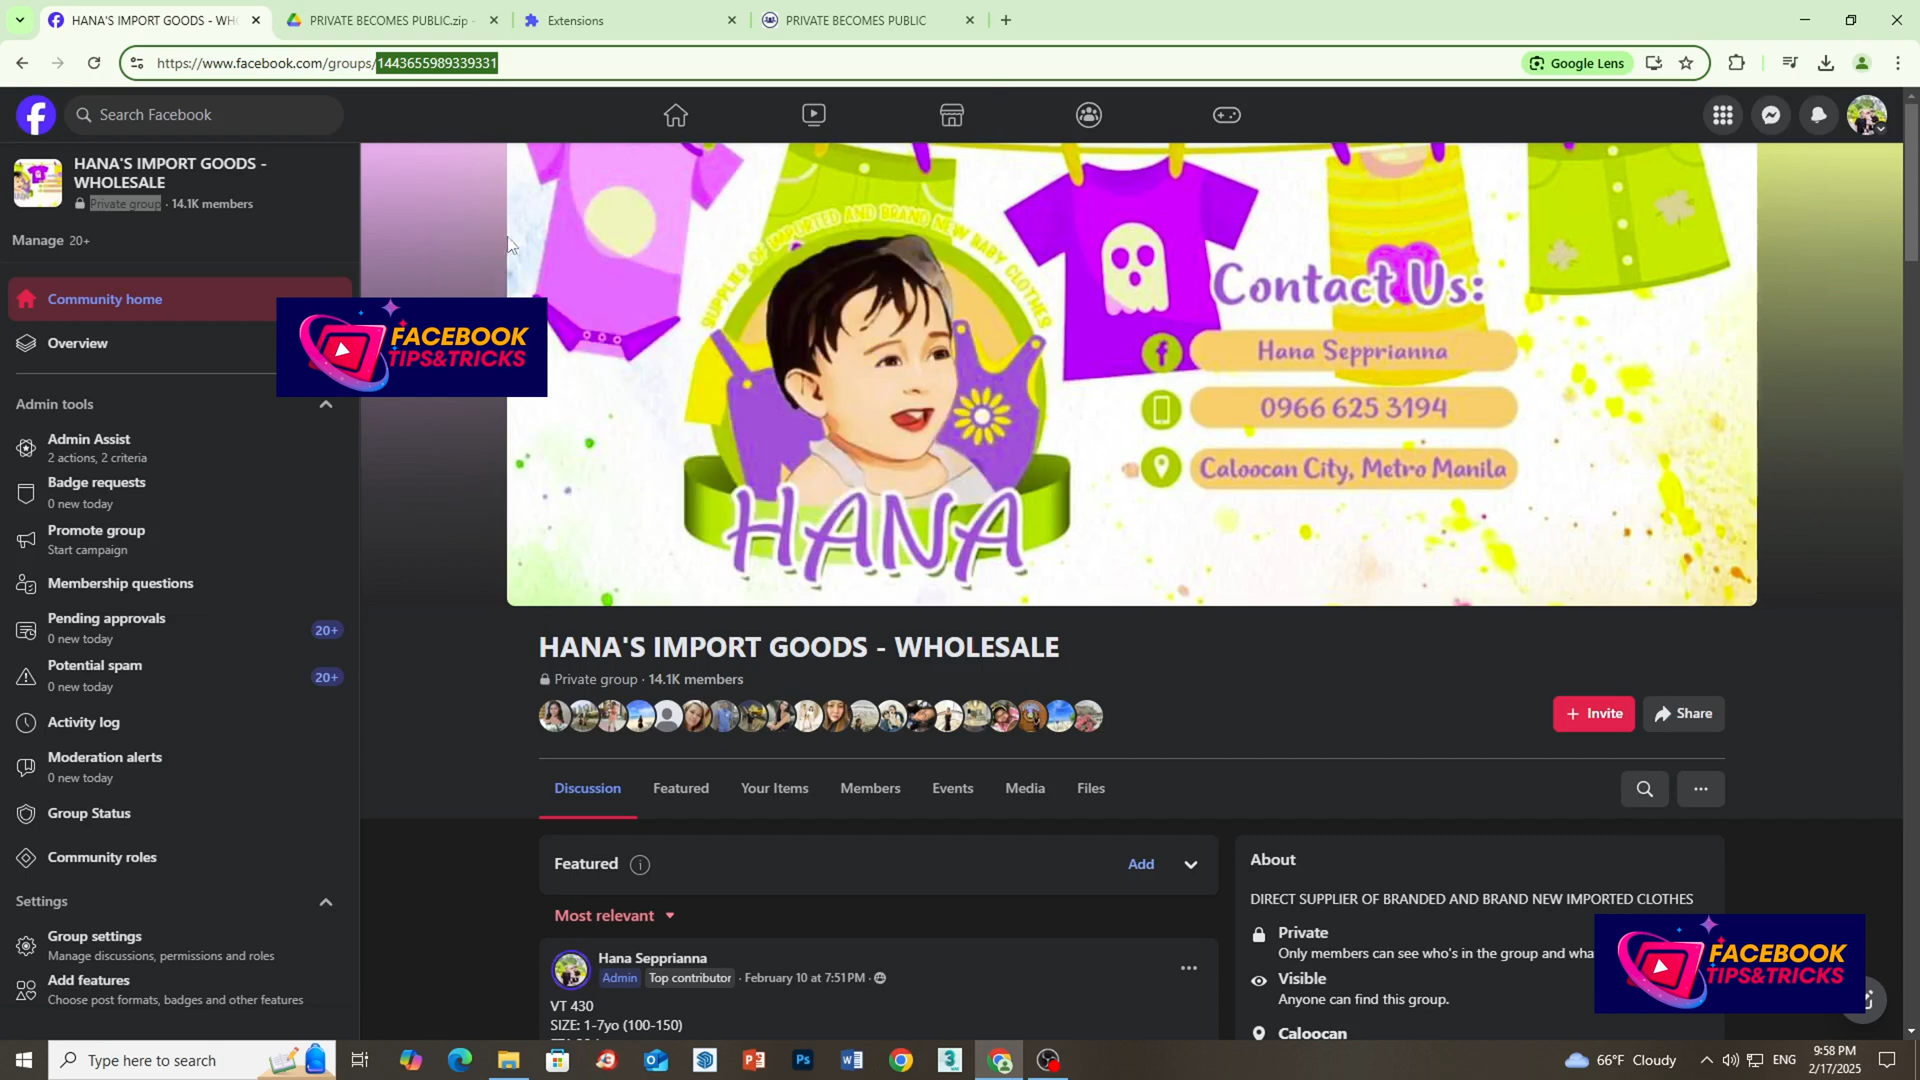 HANA'S IMPORT GOODS - WH
PRIVATE BECOMES PUBLIC.zip -
Extensions
PRIVATE BECOMES PUBLIC
https://www.facebook.com/groups/1443655989339331
Google Lens
Search Facebook
HANA'S IMPORT GOODS -
WHOLESALE
Private group · 14.1K members
Manage 20+
Community home
Overview
Admin tools
Admin Assist
2 actions, 2 criteria
Badge requests
0 new today
Promote group
Start campaign
Membership questions
Pending approvals
0 new today
20+
Potential spam
0 new today
20+
Activity log
Moderation alerts
0 new today
Group Status
Community roles
Settings
Group settings
Manage discussions, permissions and roles
Add features
Choose post formats, badges and other features
FACEBOOK
TIPS&TRICKS
SUPPLIER OF IMPORTED AND BRAND NEW BABY CLOTHES
HANA
Contact Us:
Hana Sepprianna
0966 625 3194
Caloocan City, Metro Manila
HANA'S IMPORT GOODS - WHOLESALE
Private group · 14.1K members
Invite
Share
Discussion
Featured
Your Items
Members
Events
Media
Files
Featured
Add
Most relevant
Hana Sepprianna
Admin
Top contributor
· February 10 at 7:51 PM ·
VT 430
SIZE: 1-7yo (100-150)
About
DIRECT SUPPLIER OF BRANDED AND BRAND NEW IMPORTED CLOTHES
Private
Only members can see who's in the group and wha
Visible
Anyone can find this group.
Caloocan
FACEBOOK
TIPS&TRICKS
Type here to search
66°F Cloudy
ENG
9:58 PM
2/17/2025